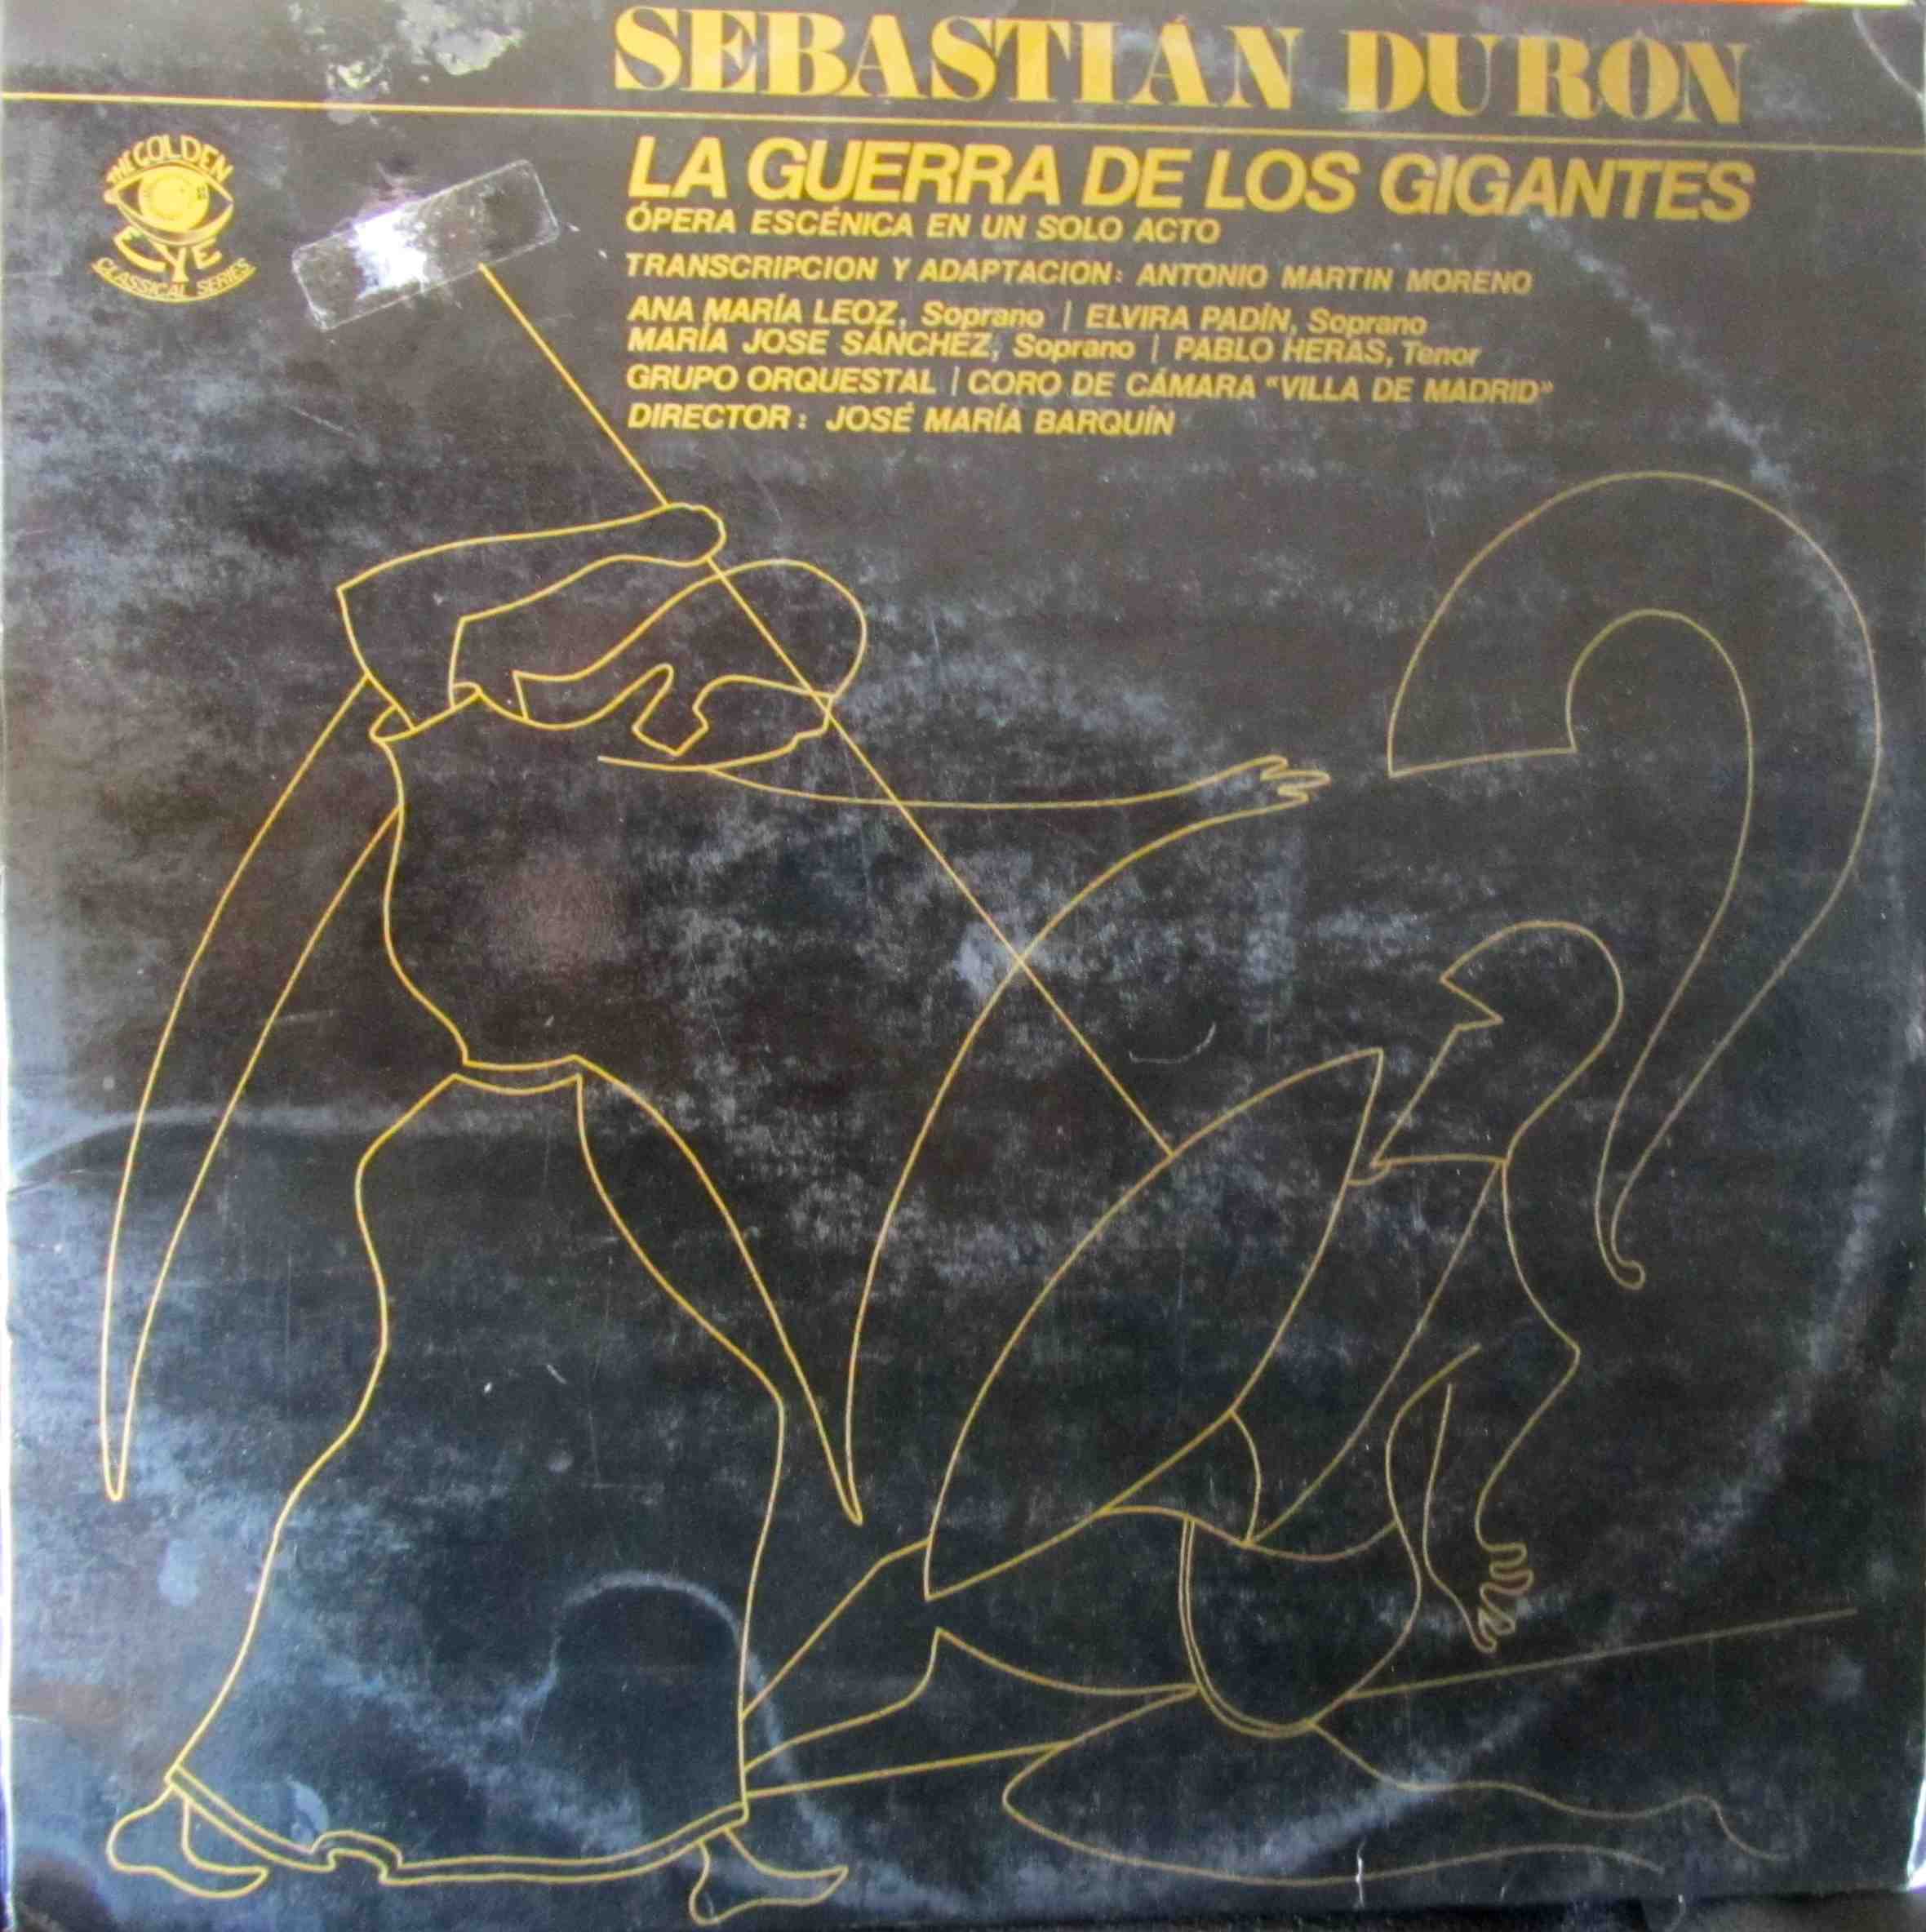 SEBASTIÁN DURÓN
THE GOLDEN
EYE
CLASSICAL SERIES
LA GUERRA DE LOS GIGANTES
ÓPERA ESCÉNICA EN UN SOLO ACTO
TRANSCRIPCION Y ADAPTACION: ANTONIO MARTIN MORENO
ANA MARÍA LEOZ, Soprano | ELVIRA PADÍN, Soprano
MARÍA JOSE SÁNCHEZ, Soprano | PABLO HERAS, Tenor
GRUPO ORQUESTAL | CORO DE CÁMARA "VILLA DE MADRID"
DIRECTOR: JOSÉ MARÍA BARQUÍN